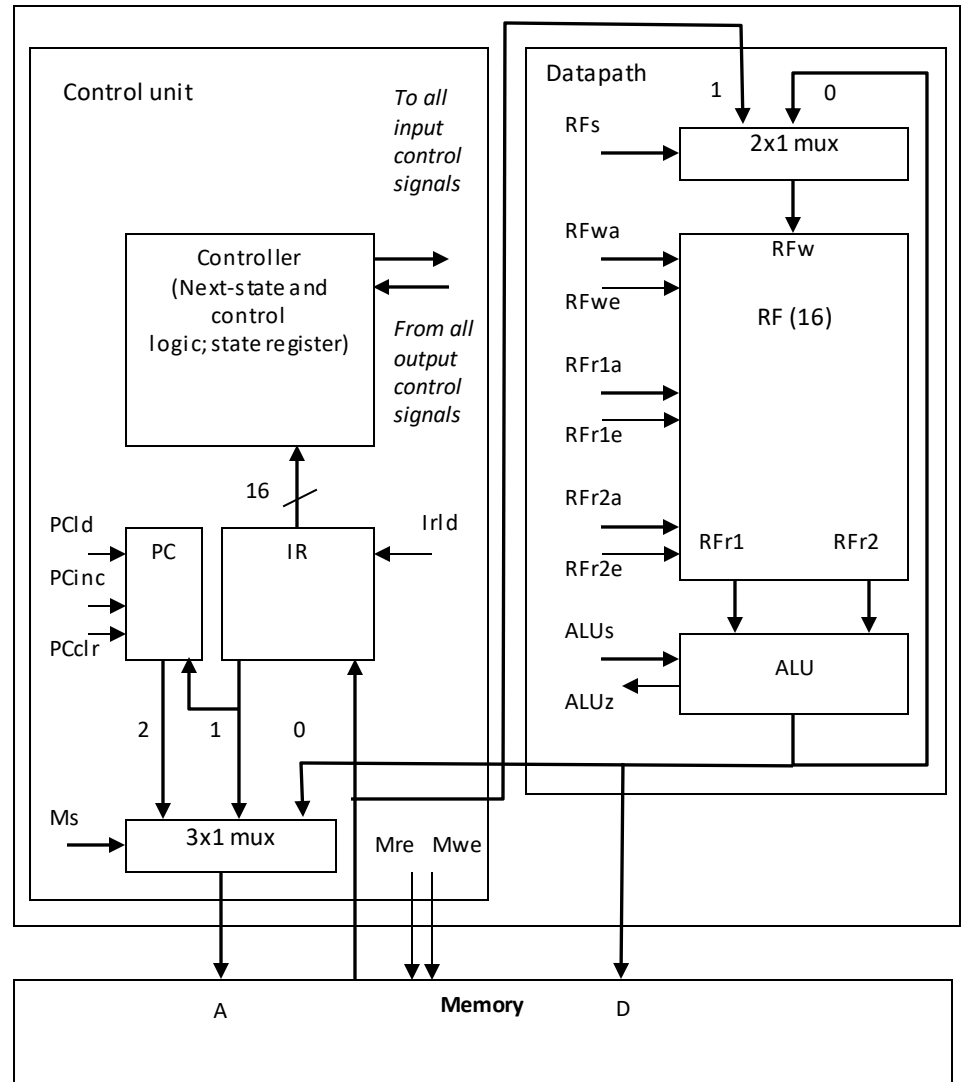 Control unit
To all
input
control
signals
Controller
(Next-state and
control
logic; state register)
From all
output
control
signals
16
PCld
PC
IR
Irld
PCinc
PCclr
2
1
0
Ms
3x1 mux
Mre
Mwe
Datapath
1
0
RFs
2x1 mux
RFwa
RFw
RFwe
RF (16)
RFr1a
RFr1e
RFr2a
RFr1
RFr2
RFr2e
ALUs
ALU
ALUz
A
Memory
D